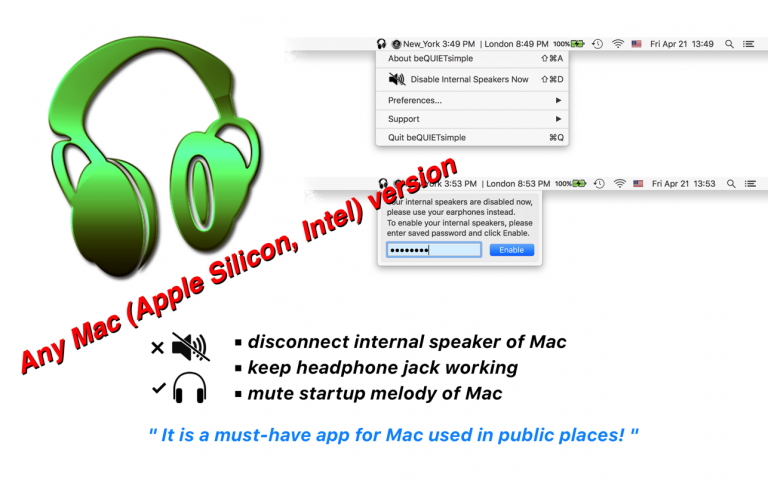 New_York 3:49 PM | London 8:49 PM 100% Fri Apr 21 13:49
About beQUIETsimple ⇧⌘A
Disable Internal Speakers Now ⇧⌘D
Preferences... ▶
Support ▶
Quit beQUIETsimple ⌘Q
York 3:53 PM | London 8:53 PM 100% Fri Apr 21 13:53
Your internal speakers are disabled now,
please use your earphones instead.
To enable your internal speakers, please
enter saved password and click Enable.
•••••••• Enable
Any Mac (Apple Silicon, Intel) version
▪ disconnect internal speaker of Mac
▪ keep headphone jack working
▪ mute startup melody of Mac
" It is a must-have app for Mac used in public places! "